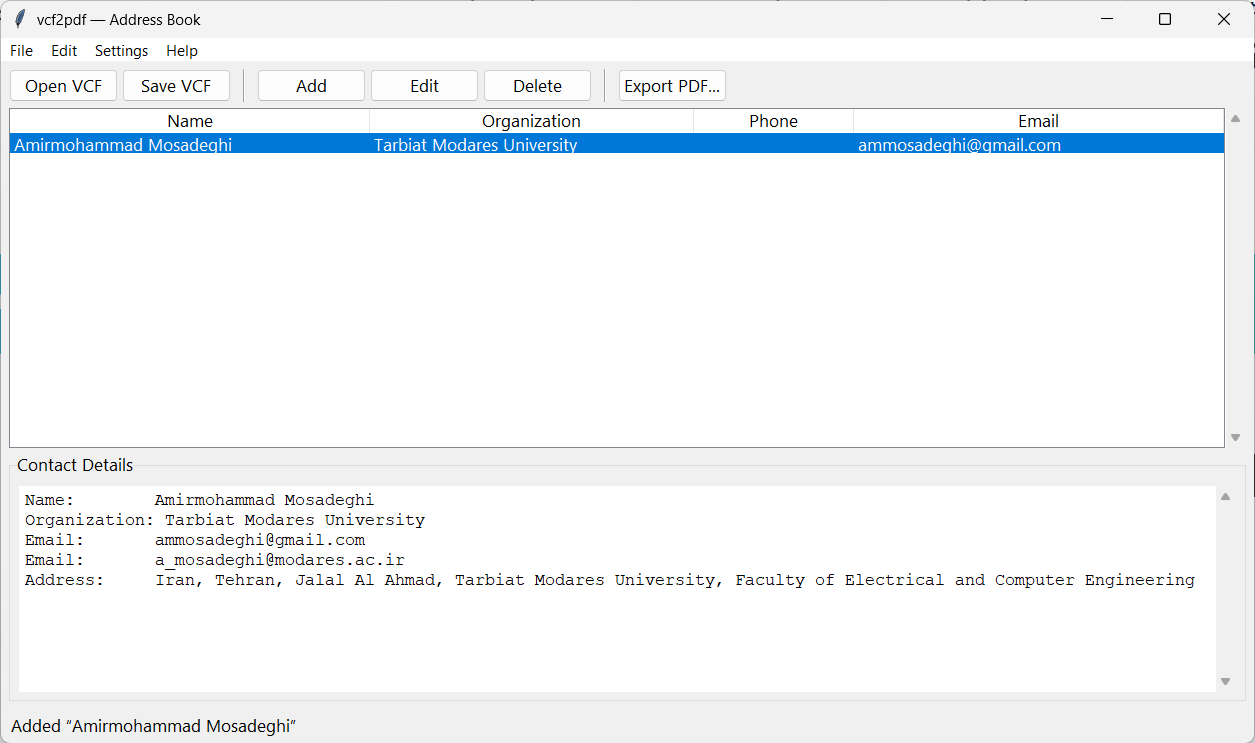 vcf2pdf — Address Book
File Edit Settings Help
Open VCF Save VCF Add Edit Delete Export PDF...
Name Organization Phone Email
Amirmohammad Mosadeghi Tarbiat Modares University ammosadeghi@gmail.com
Contact Details
Name: Amirmohammad Mosadeghi
Organization: Tarbiat Modares University
Email: ammosadeghi@gmail.com
Email: a_mosadeghi@modares.ac.ir
Address: Iran, Tehran, Jalal Al Ahmad, Tarbiat Modares University, Faculty of Electrical and Computer Engineering
Added “Amirmohammad Mosadeghi”